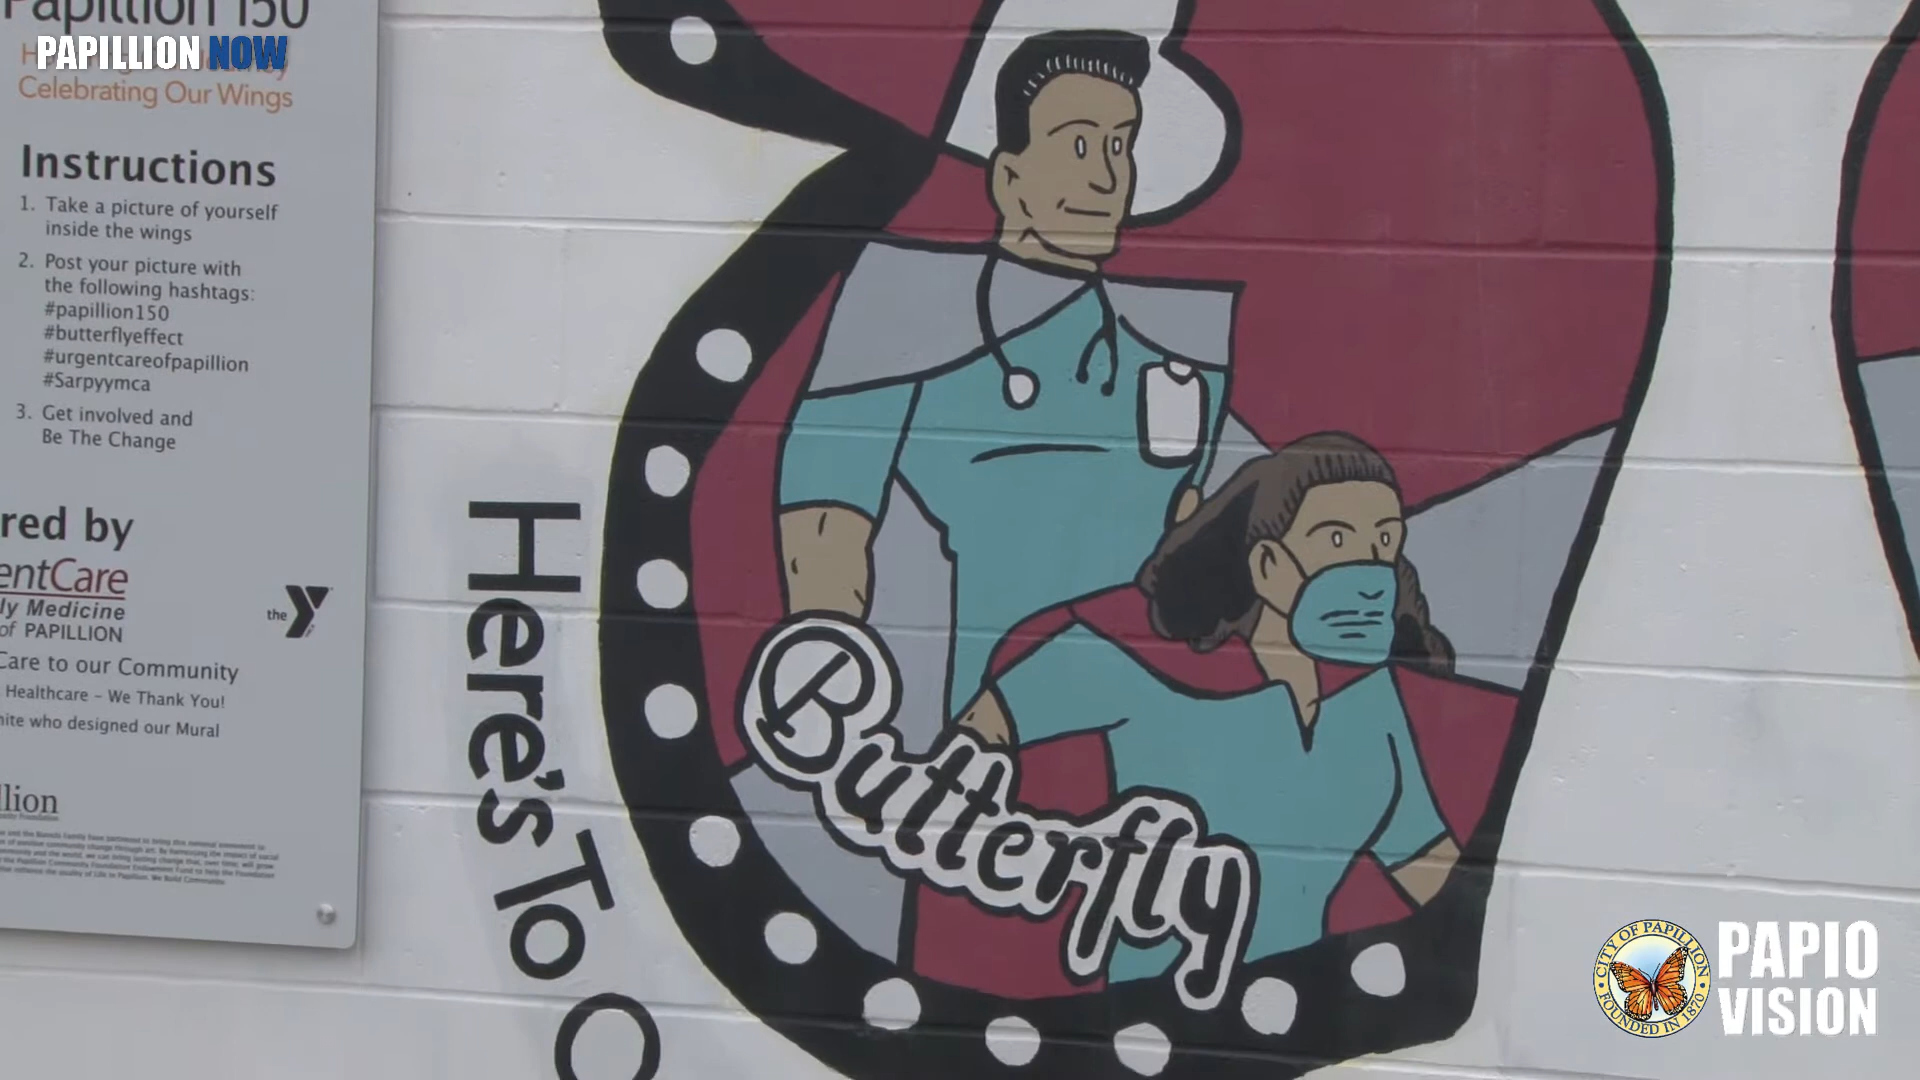 Papillion 150
PAPILLION NOW
Celebrating Our Wings
Instructions
1. Take a picture of yourself
inside the wings
2. Post your picture with
the following hashtags:
#papillion150
#butterflyeffect
#urgentcareofpapillion
#Sarpyymca
3. Get involved and
Be The Change
red by
entCare
ly Medicine
of PAPILLION
the Y
Care to our Community
Healthcare – We Thank You!
ite who designed our Mural
llion
Here's To O
Butterfly
CITY OF PAPILLION
FOUNDED IN 1870
PAPIO
VISION